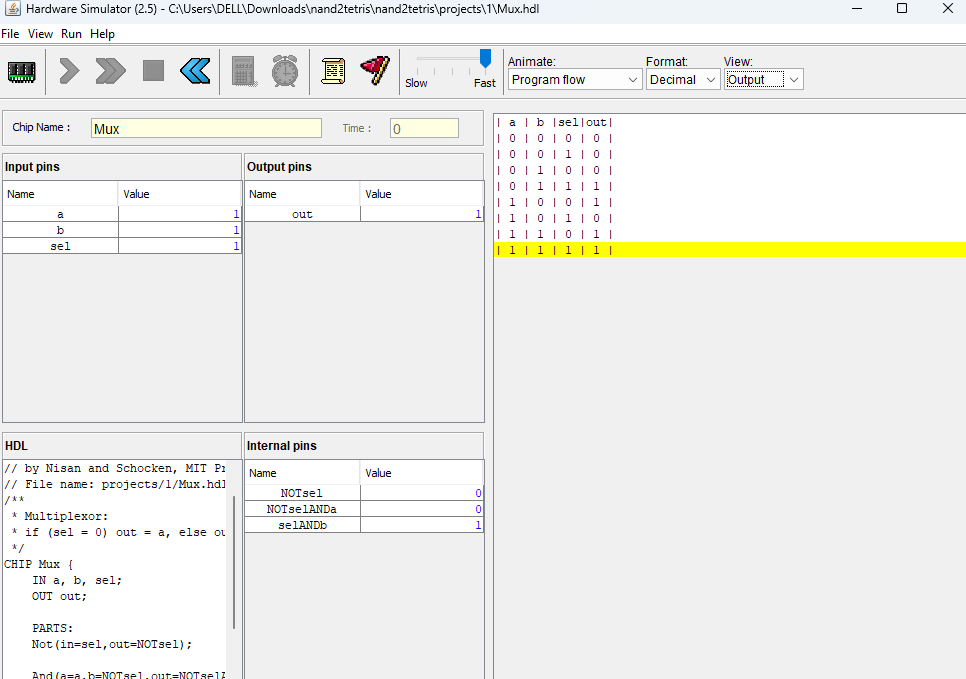 Hardware Simulator (2.5) - C:\Users\DELL\Downloads\nand2tetris\nand2tetris\projects\1\Mux.hdl
File View Run Help
Slow Fast
Animate: Format: View:
Program flow Decimal Output
Chip Name : Mux Time : 0
Input pins
Name Value
a 1
b 1
sel 1
Output pins
Name Value
out 1
HDL
// by Nisan and Schocken, MIT Pr
// File name: projects/1/Mux.hdl
/**
* Multiplexor:
* if (sel = 0) out = a, else ou
*/
CHIP Mux {
IN a, b, sel;
OUT out;
PARTS:
Not(in=sel,out=NOTsel);
And(a=a,b=NOTsel,out=NOTselA
Internal pins
Name Value
NOTsel 0
NOTselANDa 0
selANDb 1
| a | b |sel|out|
| 0 | 0 | 0 | 0 |
| 0 | 0 | 1 | 0 |
| 0 | 1 | 0 | 0 |
| 0 | 1 | 1 | 1 |
| 1 | 0 | 0 | 1 |
| 1 | 0 | 1 | 0 |
| 1 | 1 | 0 | 1 |
| 1 | 1 | 1 | 1 |